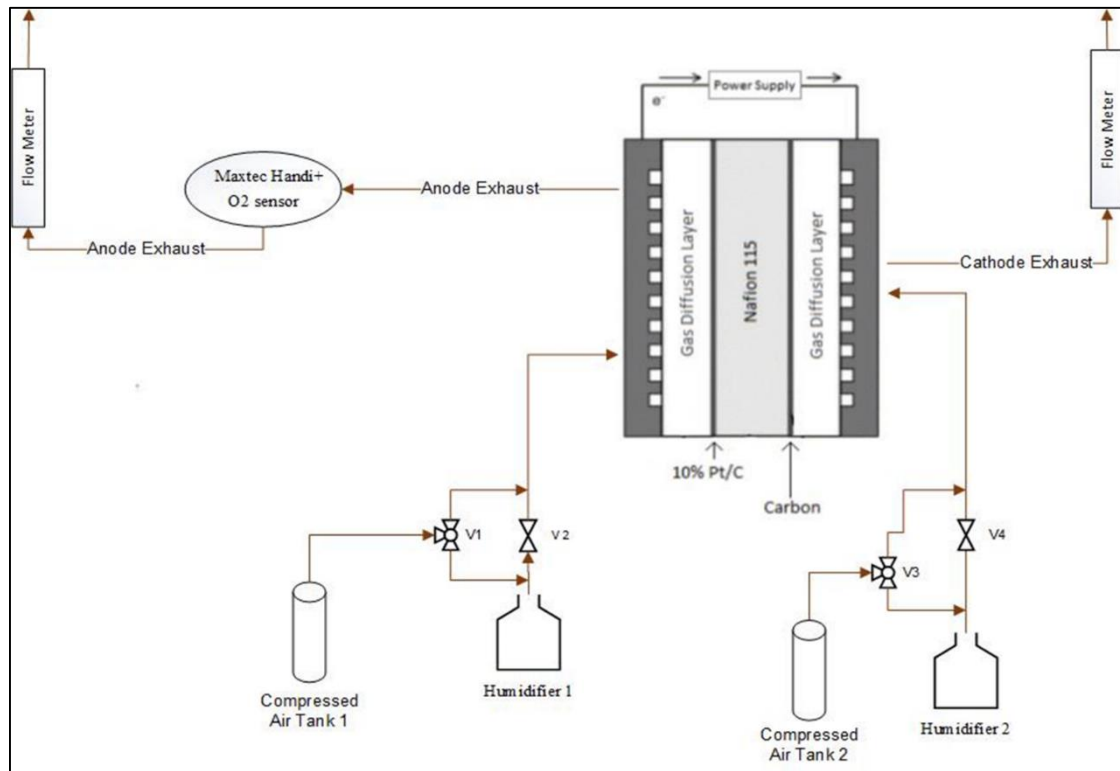 Power Supply
e-
Flow Meter
Flow Meter
Maxtec Handi+
O2 sensor
Anode Exhaust
Anode Exhaust
Gas Diffusion Layer
Nafion 115
Gas Diffusion Layer
Cathode Exhaust
10% Pt/C
Carbon
V1
V2
V3
V4
Compressed
Air Tank 1
Humidifier 1
Compressed
Air Tank 2
Humidifier 2